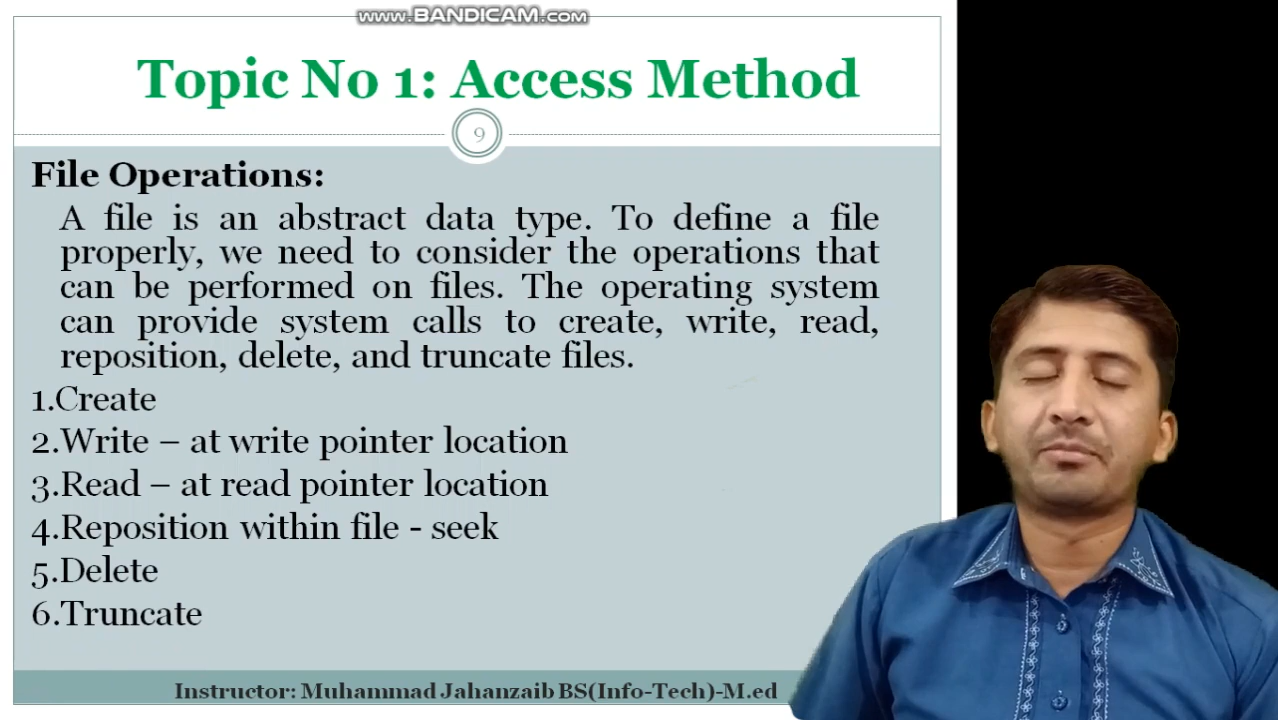 www.BANDICAM.com
Topic No 1: Access Method
9
File Operations:
A file is an abstract data type. To define a file
properly, we need to consider the operations that
can be performed on files. The operating system
can provide system calls to create, write, read,
reposition, delete, and truncate files.
1.Create
2.Write – at write pointer location
3.Read – at read pointer location
4.Reposition within file - seek
5.Delete
6.Truncate
Instructor: Muhammad Jahanzaib BS(Info-Tech)-M.ed